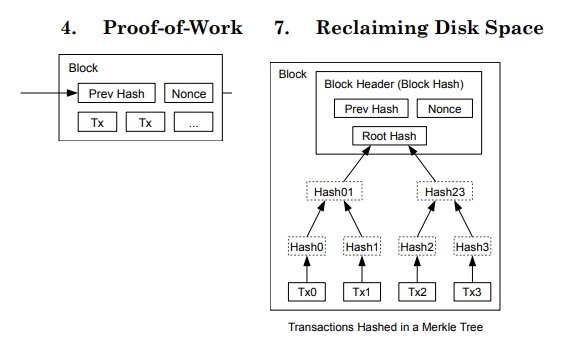 4. Proof-of-Work
Block
Prev Hash Nonce
Tx Tx ...
7. Reclaiming Disk Space
Block
Block Header (Block Hash)
Prev Hash Nonce
Root Hash
Hash01 Hash23
Hash0 Hash1 Hash2 Hash3
Tx0 Tx1 Tx2 Tx3
Transactions Hashed in a Merkle Tree